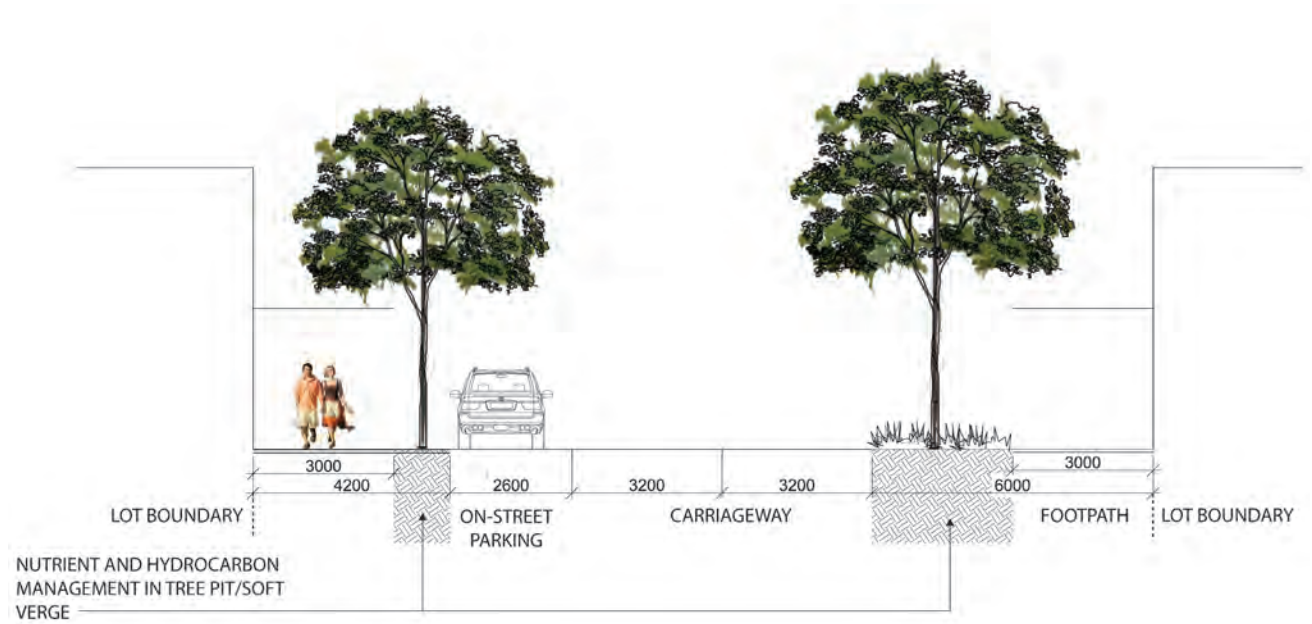 3000
3000
4200
2600
3200
3200
6000
LOT BOUNDARY
ON-STREET
PARKING
CARRIAGEWAY
FOOTPATH
LOT BOUNDARY
NUTRIENT AND HYDROCARBON
MANAGEMENT IN TREE PIT/SOFT
VERGE